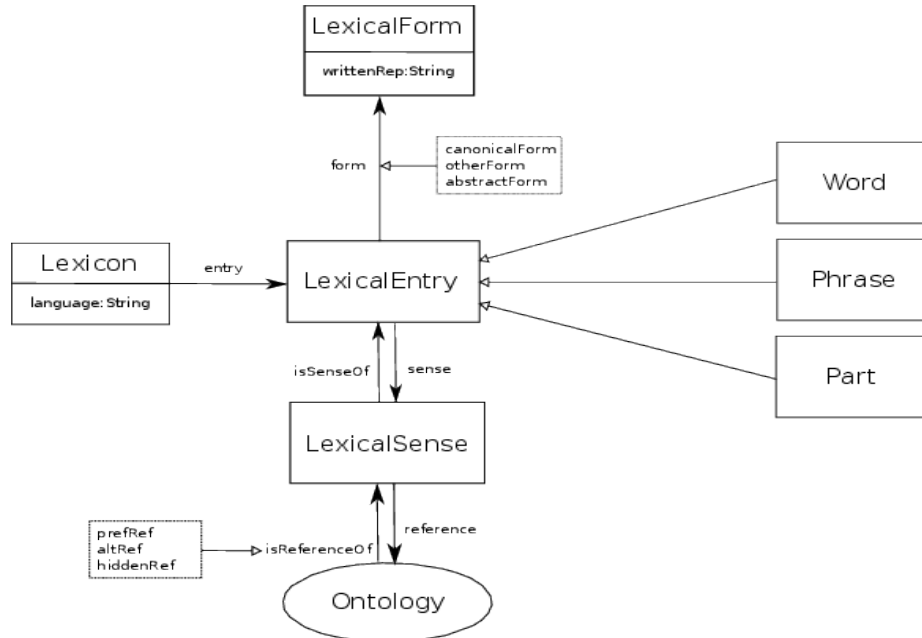 LexicalForm
writtenRep:String
form
canonicalForm
otherForm
abstractForm
Word
Lexicon
language:String
entry
LexicalEntry
Phrase
isSenseOf
sense
Part
LexicalSense
prefRef
altRef
hiddenRef
isReferenceOf
reference
Ontology